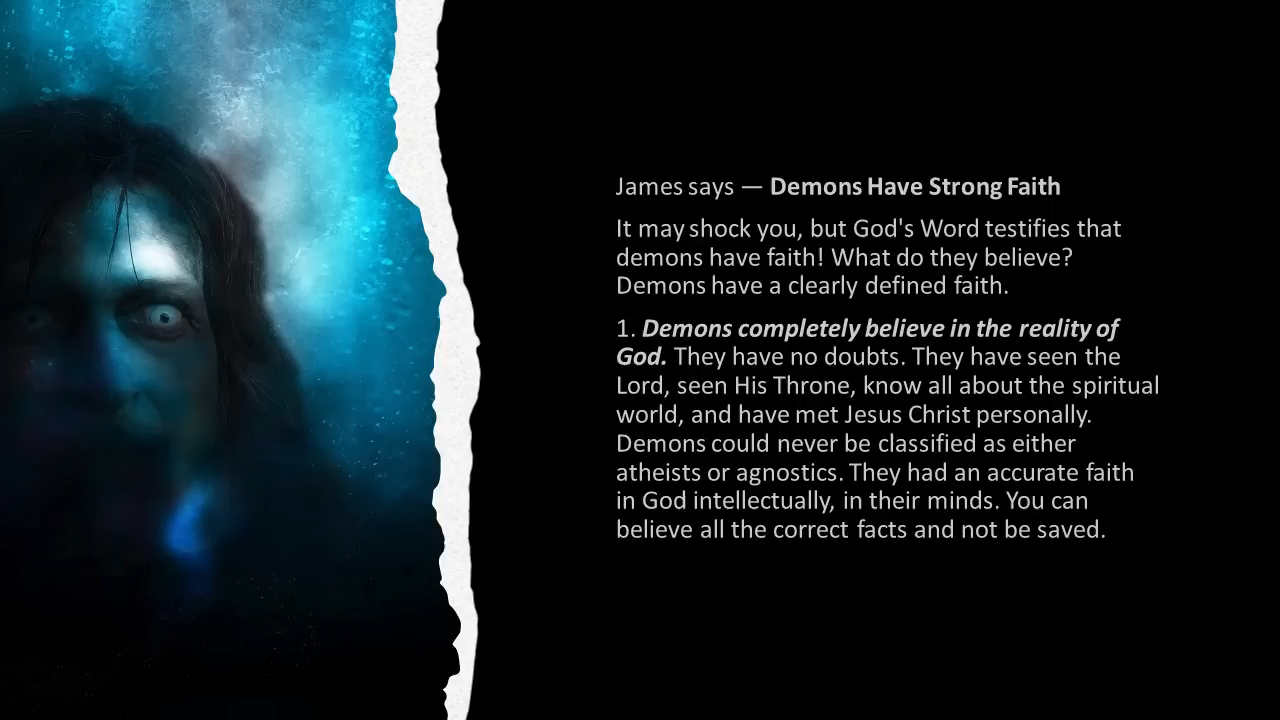 James says — Demons Have Strong Faith
It may shock you, but God's Word testifies that
demons have faith! What do they believe?
Demons have a clearly defined faith.
1. Demons completely believe in the reality of
God. They have no doubts. They have seen the
Lord, seen His Throne, know all about the spiritual
world, and have met Jesus Christ personally.
Demons could never be classified as either
atheists or agnostics. They had an accurate faith
in God intellectually, in their minds. You can
believe all the correct facts and not be saved.